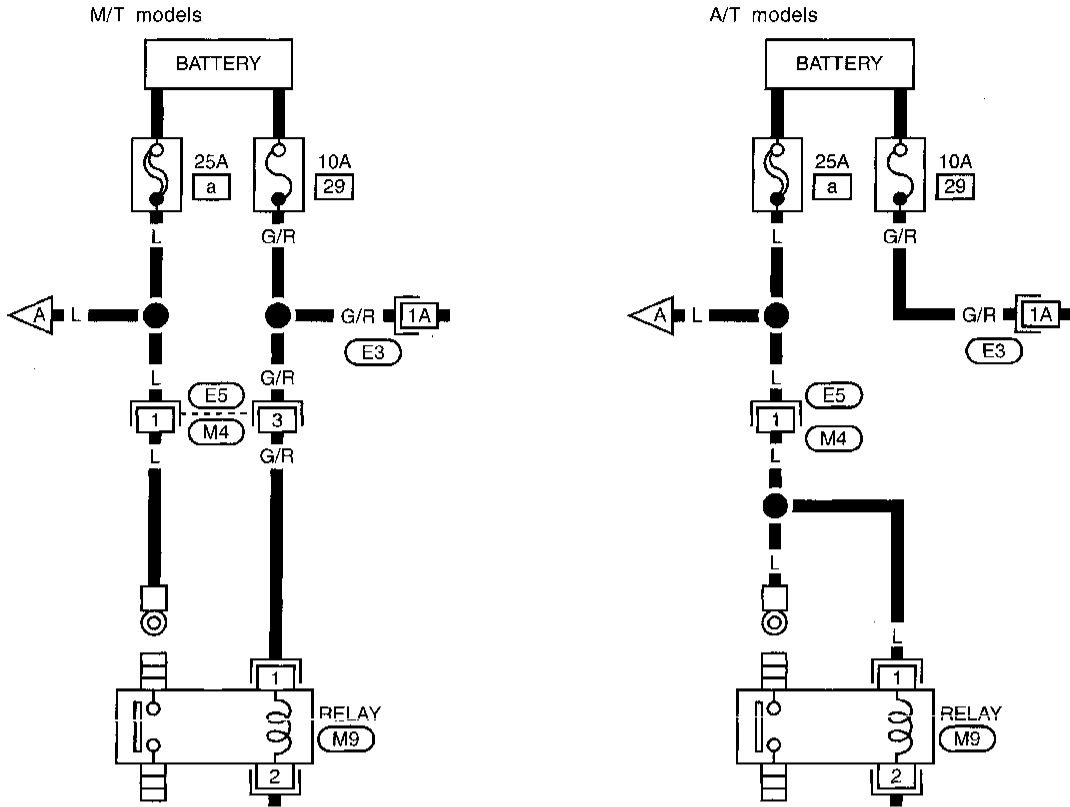 M/T models
BATTERY
25A
a
10A
29
L
G/R
A
L
G/R
1A
E3
L
G/R
E5
1
3
M4
L
G/R
1
RELAY
M9
2
A/T models
BATTERY
25A
a
10A
29
L
G/R
A
L
G/R
1A
E3
L
E5
1
M4
L
L
L
1
RELAY
M9
2